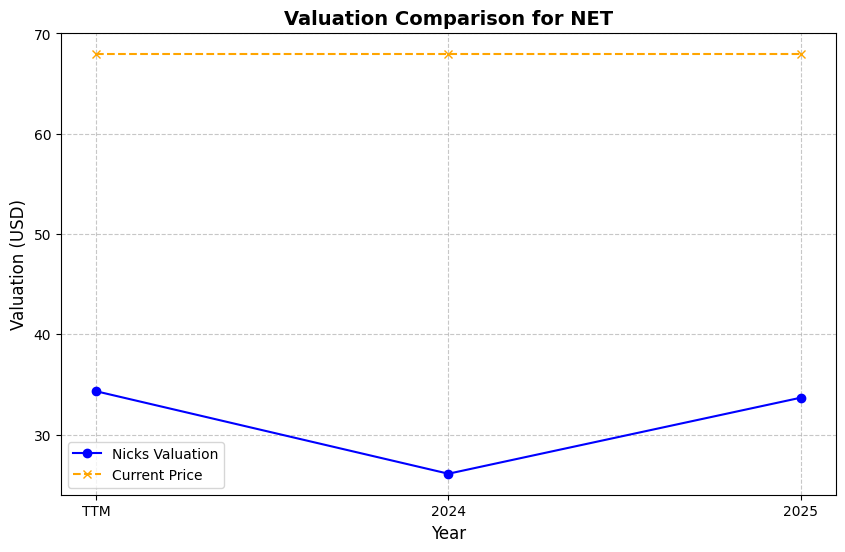 Valuation Comparison for NET
Valuation (USD)
70
60
50
40
30
Nicks Valuation
Current Price
TTM
2024
2025
Year